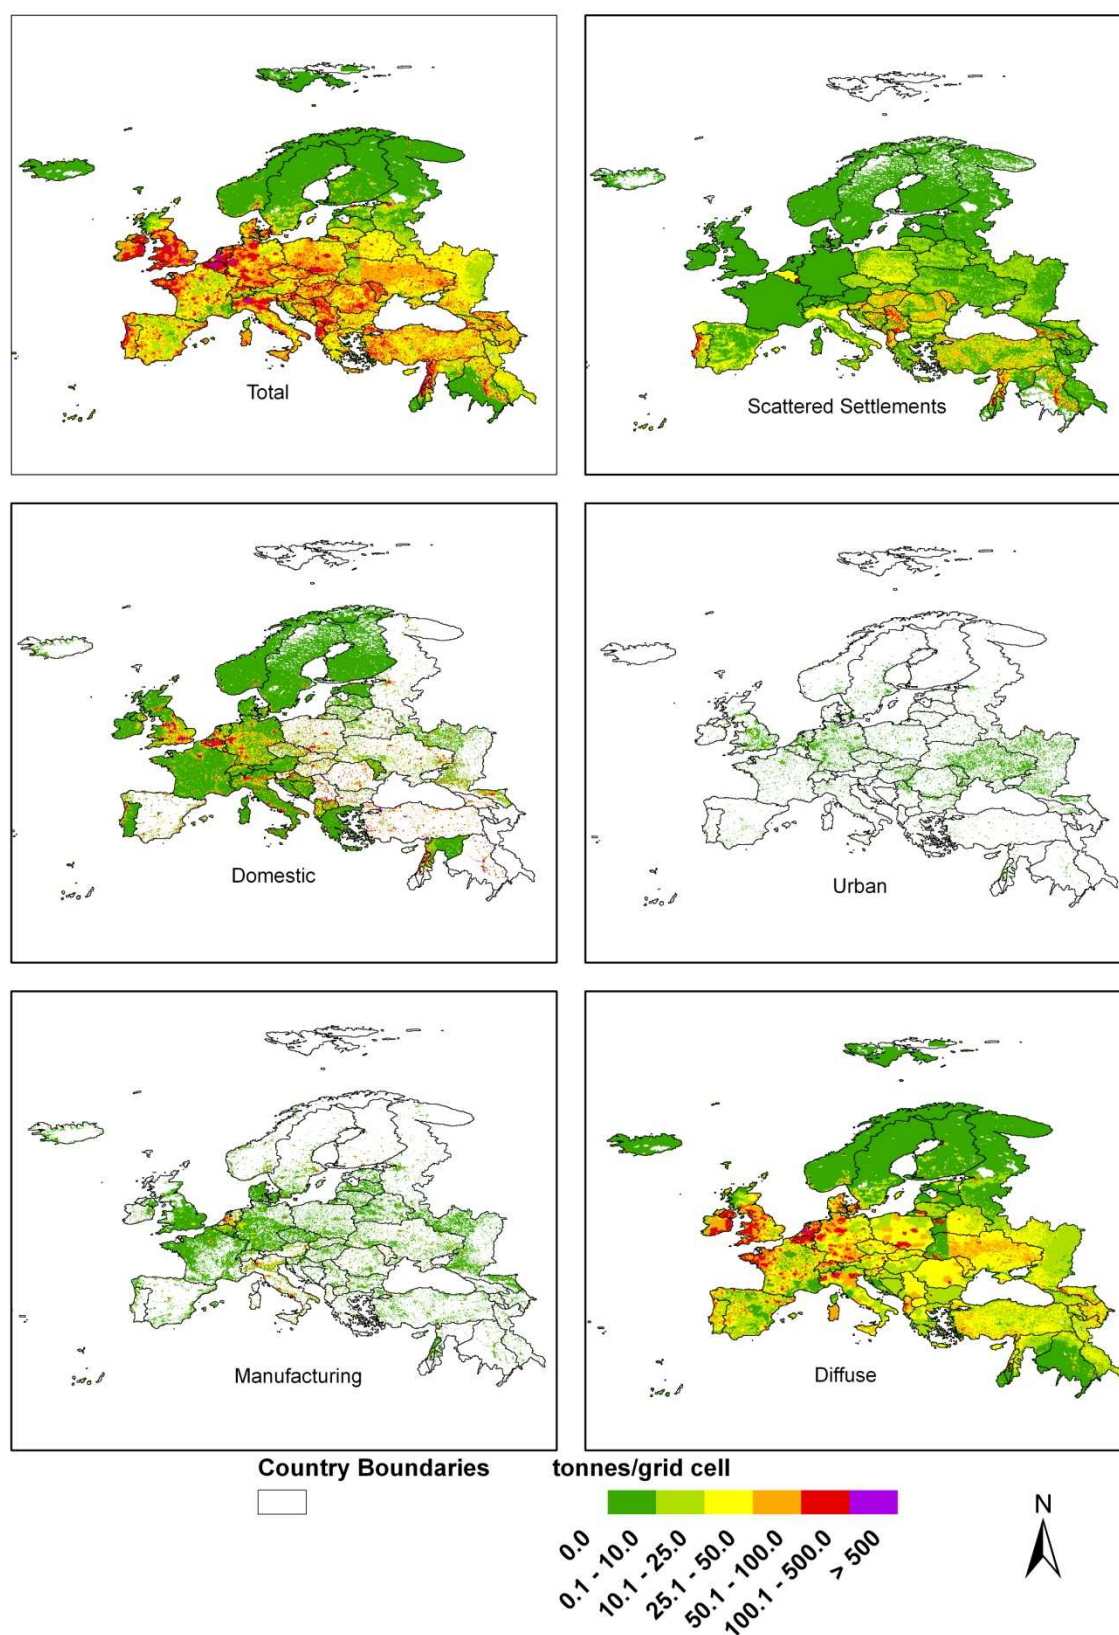 Total
Scattered Settlements
Domestic
Urban
Manufacturing
Diffuse
Country Boundaries
tonnes/grid cell
0.0
0.1 - 10.0
10.1 - 25.0
25.1 - 50.0
50.1 - 100.0
100.1 - 500.0
> 500
N